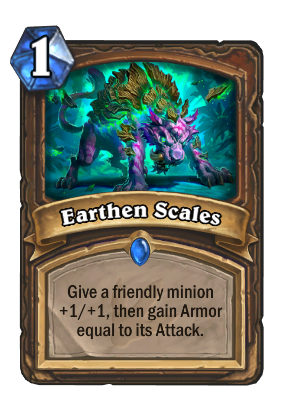 1
Earthen Scales
Give a friendly minion
+1/+1, then gain Armor
equal to its Attack.